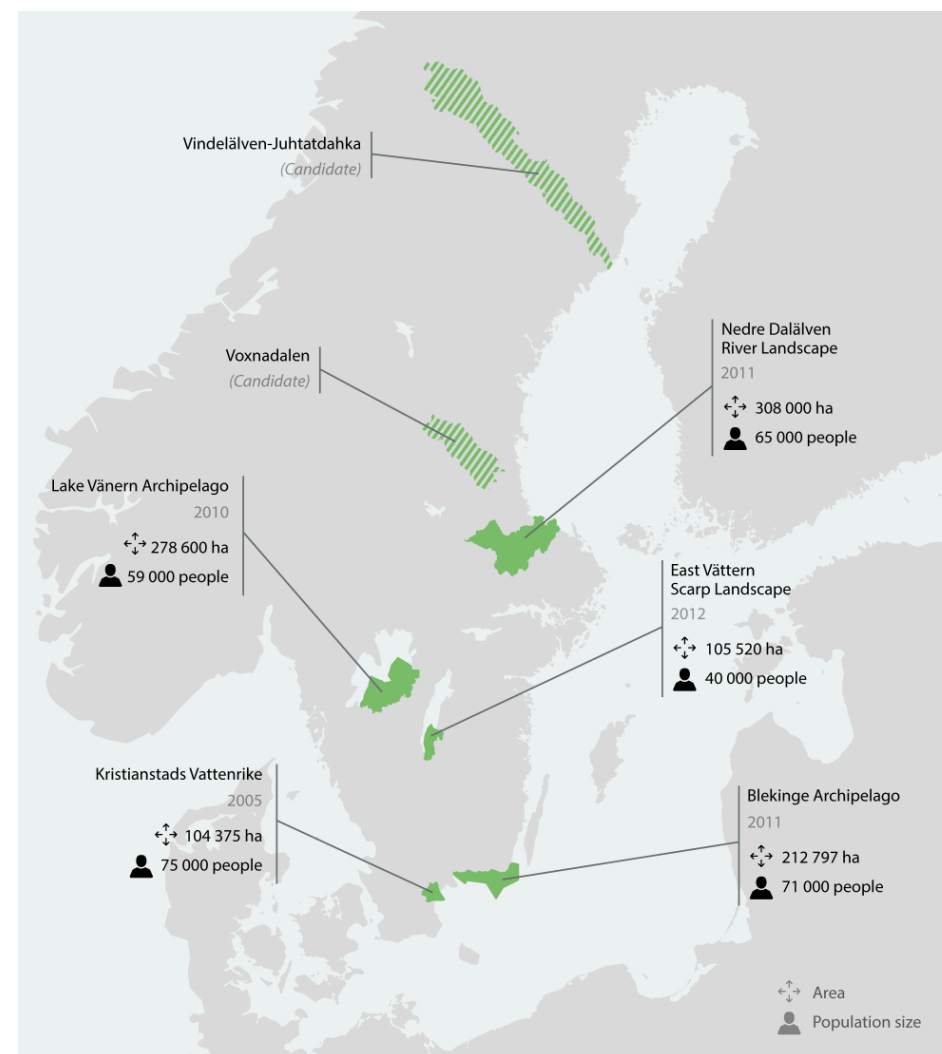 Vindelälven-Juhtatdahka
(Candidate)
Voxnadalen
(Candidate)
Nedre Dalälven
River Landscape
2011
308 000 ha
65 000 people
Lake Vänern Archipelago
2010
278 600 ha
59 000 people
East Vättern
Scarp Landscape
2012
105 520 ha
40 000 people
Kristianstads Vattenrike
2005
104 375 ha
75 000 people
Blekinge Archipelago
2011
212 797 ha
71 000 people
Area
Population size